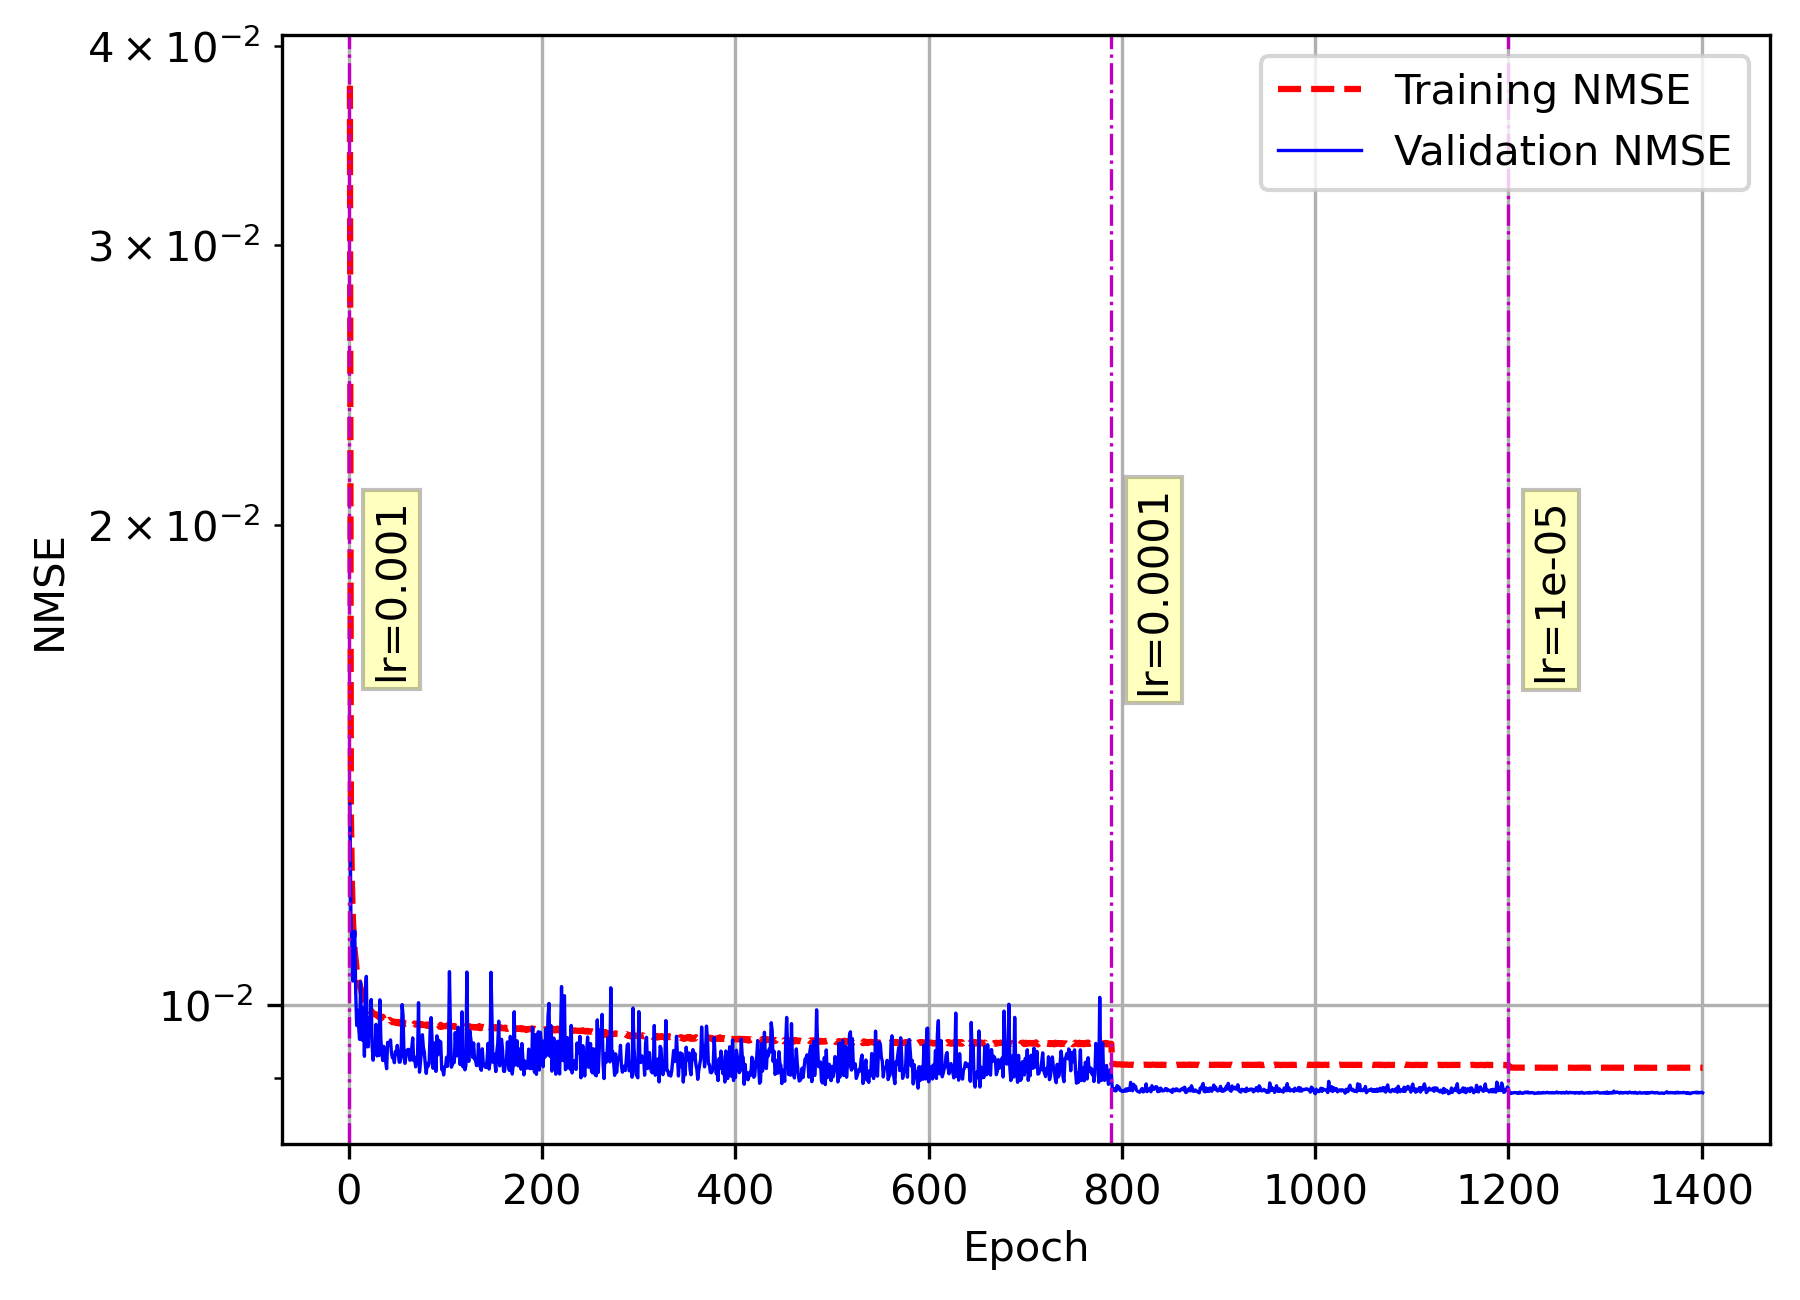 4 × 10⁻²
3 × 10⁻²
2 × 10⁻²
10⁻²
NMSE
Training NMSE
Validation NMSE
lr=0.001
lr=0.0001
lr=1e-05
0 200 400 600 800 1000 1200 1400
Epoch